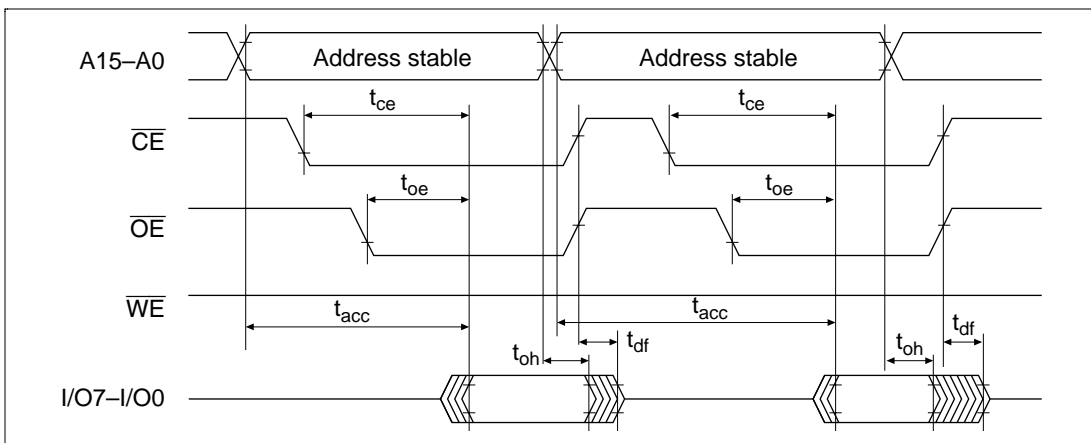 A15–A0
Address stable
Address stable
t_ce
t_ce
CE
t_oe
t_oe
OE
WE
t_acc
t_acc
t_df
t_df
t_oh
t_oh
I/O7–I/O0